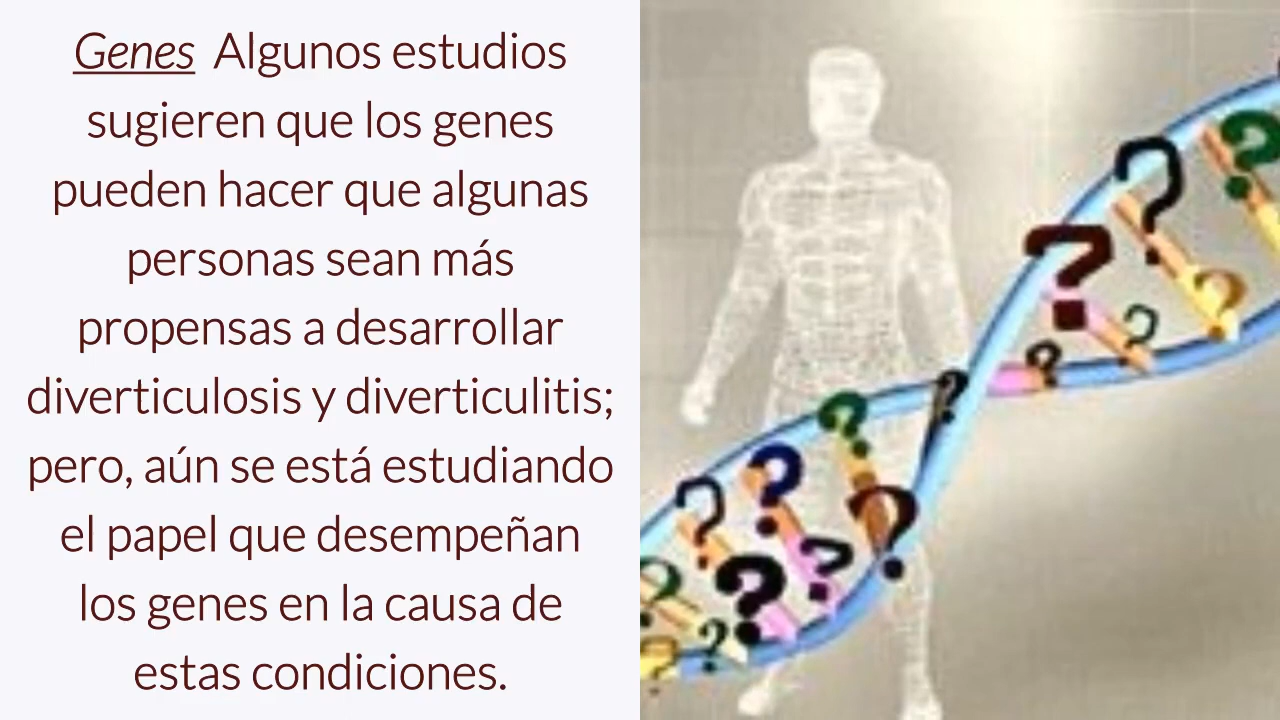 Genes Algunos estudios
sugieren que los genes
pueden hacer que algunas
personas sean más
propensas a desarrollar
diverticulosis y diverticulitis;
pero, aún se está estudiando
el papel que desempeñan
los genes en la causa de
estas condiciones.